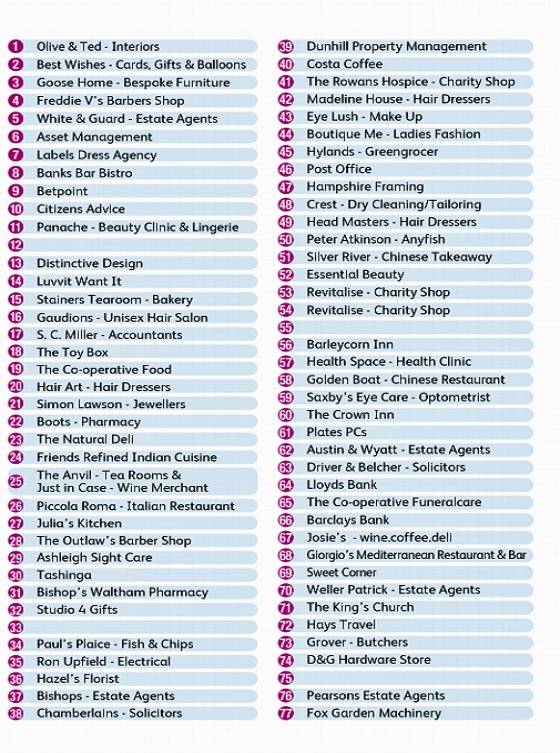 1 Olive & Ted - Interiors
2 Best Wishes - Cards, Gifts & Balloons
3 Goose Home - Bespoke Furniture
4 Freddie V's Barbers Shop
5 White & Guard - Estate Agents
6 Asset Management
7 Labels Dress Agency
8 Banks Bar Bistro
9 Betpoint
10 Citizens Advice
11 Panache - Beauty Clinic & Lingerie
12
13 Distinctive Design
14 Luvvit Want It
15 Stainers Tearoom - Bakery
16 Gaudions - Unisex Hair Salon
17 S. C. Miller - Accountants
18 The Toy Box
19 The Co-operative Food
20 Hair Art - Hair Dressers
21 Simon Lawson - Jewellers
22 Boots - Pharmacy
23 The Natural Deli
24 Friends Refined Indian Cuisine
25 The Anvil - Tea Rooms &
Just in Case - Wine Merchant
26 Piccola Roma - Italian Restaurant
27 Julia's Kitchen
28 The Outlaw's Barber Shop
29 Ashleigh Sight Care
30 Tashinga
31 Bishop's Waltham Pharmacy
32 Studio 4 Gifts
33
34 Paul's Plaice - Fish & Chips
35 Ron Upfield - Electrical
36 Hazel's Florist
37 Bishops - Estate Agents
38 Chamberlains - Solicitors
39 Dunhill Property Management
40 Costa Coffee
41 The Rowans Hospice - Charity Shop
42 Madeline House - Hair Dressers
43 Eye Lush - Make Up
44 Boutique Me - Ladies Fashion
45 Hylands - Greengrocer
46 Post Office
47 Hampshire Framing
48 Crest - Dry Cleaning/Tailoring
49 Head Masters - Hair Dressers
50 Peter Atkinson - Anyfish
51 Silver River - Chinese Takeaway
52 Essential Beauty
53 Revitalise - Charity Shop
54 Revitalise - Charity Shop
55
56 Barleycorn Inn
57 Health Space - Health Clinic
58 Golden Boat - Chinese Restaurant
59 Saxby's Eye Care - Optometrist
60 The Crown Inn
61 Plates PCs
62 Austin & Wyatt - Estate Agents
63 Driver & Belcher - Solicitors
64 Lloyds Bank
65 The Co-operative Funeralcare
66 Barclays Bank
67 Josie's - wine.coffee.deli
68 Giorgio's Mediterranean Restaurant & Bar
69 Sweet Corner
70 Weller Patrick - Estate Agents
71 The King's Church
72 Hays Travel
73 Grover - Butchers
74 D&G Hardware Store
75
76 Pearsons Estate Agents
77 Fox Garden Machinery